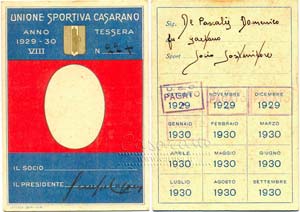 UNIONE SPORTIVA CASARANO
ANNO TESSERA
1929-30
VIII N.
IL SOCIO
IL PRESIDENTE
Sig. De Pascalis Domenico
fu Gaetano
Sport Socio Sostenitore
PAGATO
1929 NOVEMBRE 1929 DICEMBRE 1929
GENNAIO 1930 FEBBRAIO 1930 MARZO 1930
APRILE 1930 MAGGIO 1930 GIUGNO 1930
LUGLIO 1930 AGOSTO 1930 SETTEMBRE 1930